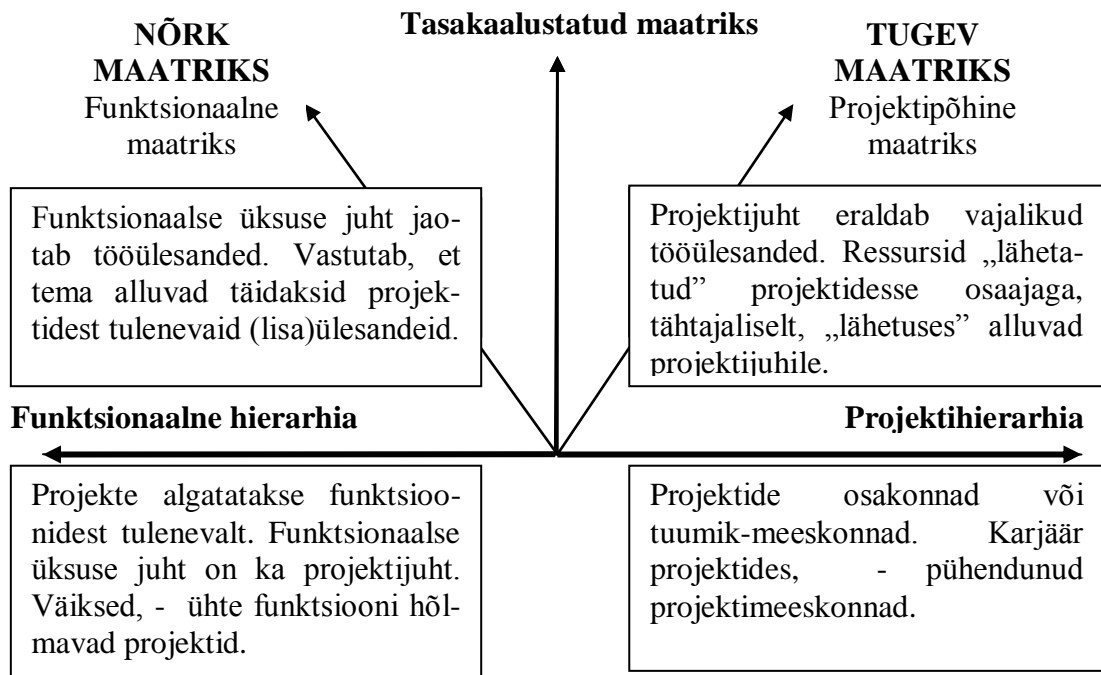 Tasakaalustatud maatriks
NÕRK
MAATRIKS
Funktsionaalne
maatriks
TUGEV
MAATRIKS
Projektipõhine
maatriks
Funktsionaalse üksuse juht jao-
tab tööülesanded. Vastutab, et
tema alluvad täidaksid projek-
tidest tulenevaid (lisa)ülesandeid.
Projektijuht eraldab vajalikud
tööülesanded. Ressursid „läheta-
tud” projektidesse osaajaga,
tähtajaliselt, „lähetuses” alluvad
projektijuhile.
Funktsionaalne hierarhia
Projektihierarhia
Projekte algatatakse funktsioo-
nidest tulenevalt. Funktsionaalse
üksuse juht on ka projektijuht.
Väiksed, - ühte funktsiooni hõl-
mavad projektid.
Projektide osakonnad või
tuumik-meeskonnad. Karjäär
projektides, - pühendunud
projektimeeskonnad.